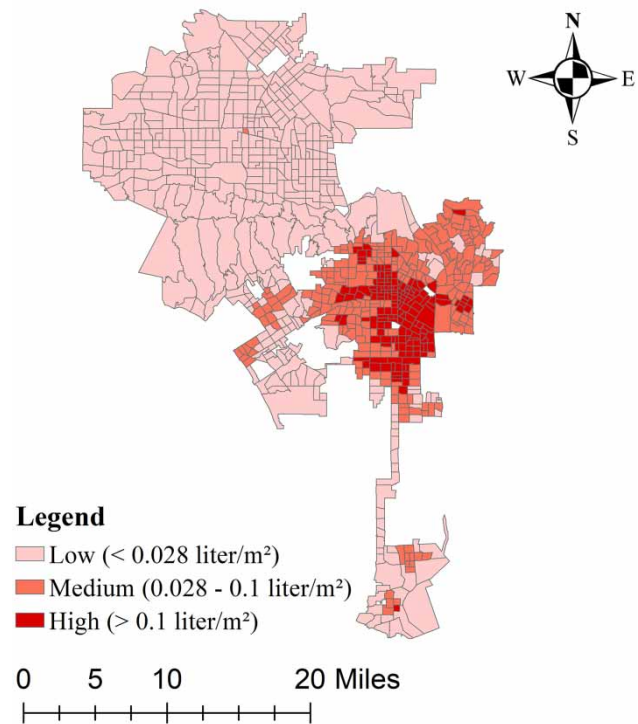 N
W E
S
Legend
Low (< 0.028 liter/m²)
Medium (0.028 - 0.1 liter/m²)
High (> 0.1 liter/m²)
0 5 10 20 Miles